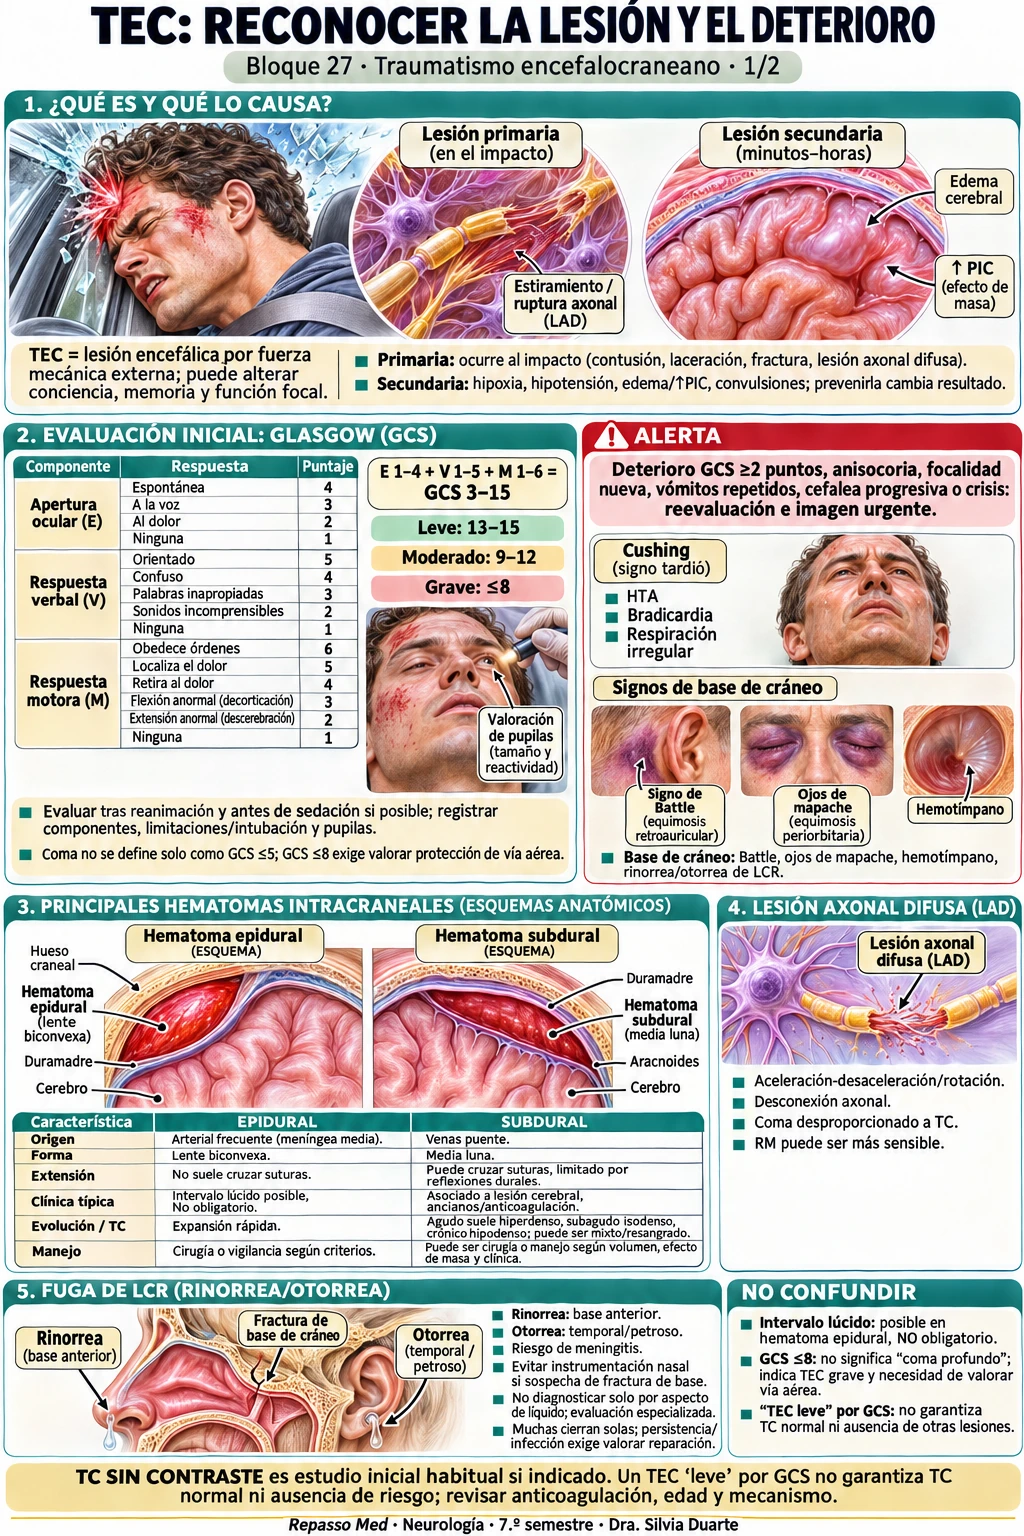 TEC: RECONOCER LA LESIÓN Y EL DETERIORO
Bloque 27 · Traumatismo encefalocraneano · 1/2
1. ¿QUÉ ES Y QUÉ LO CAUSA?
Lesión primaria
(en el impacto)
Estiramiento /
ruptura axonal
(LAD)
Lesión secundaria
(minutos–horas)
Edema
cerebral
↑ PIC
(efecto de
masa)
TEC = lesión encefálica por fuerza
mecánica externa; puede alterar
conciencia, memoria y función focal.
Primaria: ocurre al impacto (contusión, laceración, fractura, lesión axonal difusa).
Secundaria: hipoxia, hipotensión, edema/↑PIC, convulsiones; prevenirla cambia resultado.
2. EVALUACIÓN INICIAL: GLASGOW (GCS)
Componente Respuesta Puntaje
Apertura
ocular (E)
Espontánea 4
A la voz 3
Al dolor 2
Ninguna 1
Respuesta
verbal (V)
Orientado 5
Confuso 4
Palabras inapropiadas 3
Sonidos incomprensibles 2
Ninguna 1
Respuesta
motora (M)
Obedece órdenes 6
Localiza el dolor 5
Retira al dolor 4
Flexión anormal (decorticación) 3
Extensión anormal (descerebración) 2
Ninguna 1
E 1–4 + V 1–5 + M 1–6 =
GCS 3–15
Leve: 13–15
Moderado: 9–12
Grave: ≤8
Valoración
de pupilas
(tamaño y
reactividad)
Evaluar tras reanimación y antes de sedación si posible; registrar
componentes, limitaciones/intubación y pupilas.
Coma no se define solo como GCS ≤5; GCS ≤8 exige valorar protección de vía aérea.
ALERTA
Deterioro GCS ≥2 puntos, anisocoria, focalidad
nueva, vómitos repetidos, cefalea progresiva o crisis:
reevaluación e imagen urgente.
Cushing
(signo tardió)
HTA
Bradicardia
Respiración
irregular
Signos de base de cráneo
Signo de
Battle
(equimosis
retroauricular)
Ojos de
mapache
(equimosis
periorbitaria)
Hemotímpano
Base de cráneo: Battle, ojos de mapache, hemotímpano,
rinorrea/otorrea de LCR.
3. PRINCIPALES HEMATOMAS INTRACRANEALES (ESQUEMAS ANATÓMICOS)
Hematoma epidural
(ESQUEMA)
Hueso
craneal
Hematoma
epidural
(lente
biconvexa)
Duramadre
Cerebro
Hematoma subdural
(ESQUEMA)
Duramadre
Hematoma
subdural
(media luna)
Aracnoides
Cerebro
Característica EPIDURAL SUBDURAL
Origen Arterial frecuente (meníngea media). Venas puente.
Forma Lente biconvexa. Media luna.
Extensión No suele cruzar suturas. Puede cruzar suturas, limitado por
reflexiones durales.
Clínica típica Intervalo lúcido posible,
No obligatorio.
Asociado a lesión cerebral,
ancianos/anticoagulación.
Evolución / TC Expansión rápida. Agudo suele hiperdenso, subagudo isodenso,
crónico hipodenso; puede ser mixto/resangrado.
Manejo Cirugía o vigilancia según criterios. Puede ser cirugía o manejo según volumen, efecto
de masa y clínica.
4. LESIÓN AXONAL DIFUSA (LAD)
Lesión axonal
difusa (LAD)
Aceleración-desaceleración/rotación.
Desconexión axonal.
Coma desproporcionado a TC.
RM puede ser más sensible.
5. FUGA DE LCR (RINORREA/OTORREA)
Rinorrea
(base anterior)
Fractura de
base de cráneo
Otorrea
(temporal /
petroso)
Rinorrea: base anterior.
Otorrea: temporal/petroso.
Riesgo de meningitis.
Evitar instrumentación nasal
si sospecha de fractura de base.
No diagnosticar solo por aspecto
de líquido; evaluación especializada.
Muchas cierran solas; persistencia/
infección exige valorar reparación.
NO CONFUNDIR
Intervalo lúcido: posible en
hematoma epidural, NO obligatorio.
GCS ≤8: no significa “coma profundo”;
indica TEC grave y necesidad de valorar
vía aérea.
“TEC leve” por GCS: no garantiza
TC normal ni ausencia de otras lesiones.
TC SIN CONTRASTE es estudio inicial habitual si indicado. Un TEC ‘leve’ por GCS no garantiza TC
normal ni ausencia de riesgo; revisar anticoagulación, edad y mecanismo.
Repasso Med · Neurología · 7.º semestre · Dra. Silvia Duarte